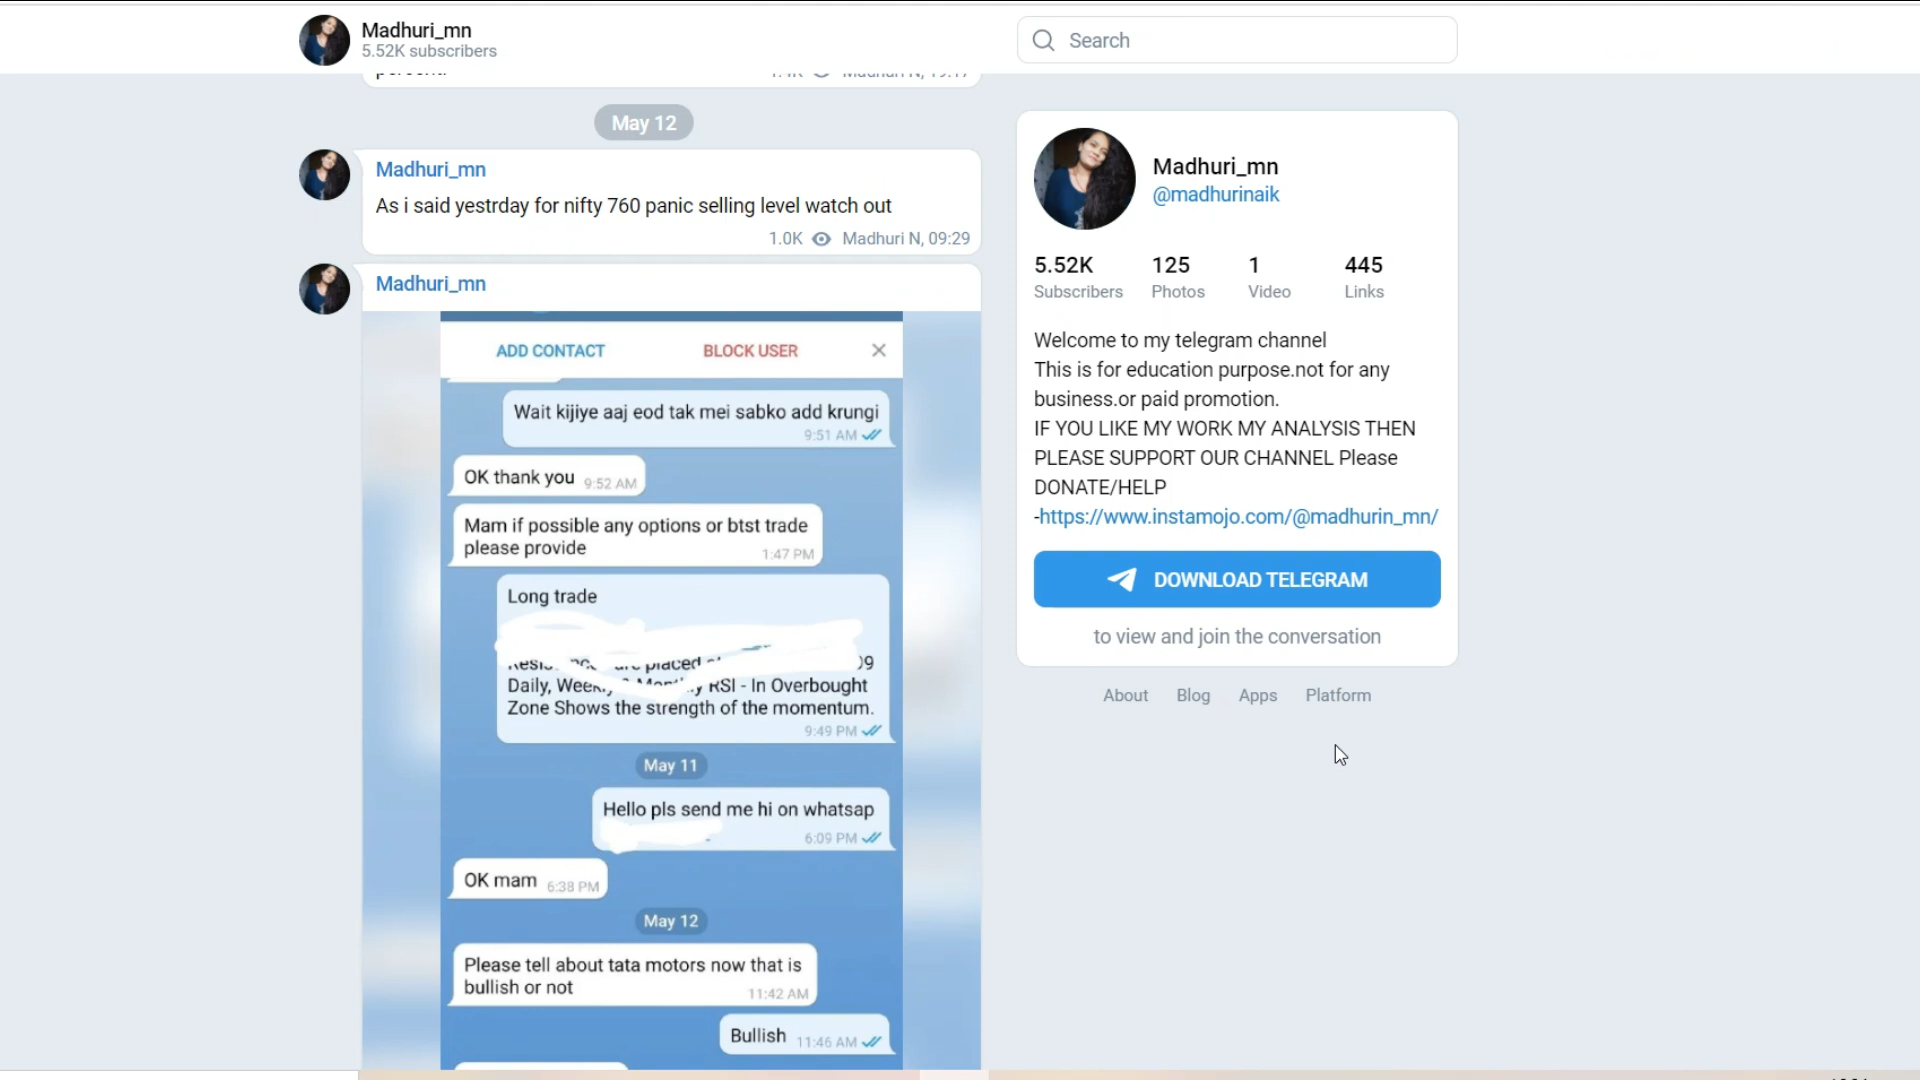 Madhuri_mn
5.52K subscribers
Search
May 12
Madhuri_mn
As i said yestrday for nifty 760 panic selling level watch out
1.0K Madhuri N, 09:29
Madhuri_mn
ADD CONTACT BLOCK USER
Wait kijiye aaj eod tak mei sabko add krungi
9:51 AM
OK thank you 9:52 AM
Mam if possible any options or btst trade
please provide
1:47 PM
Long trade
placed
Daily, RSI - In Overbought
Zone Shows the strength of the momentum.
9:49 PM
May 11
Hello pls send me hi on whatsap
6:09 PM
OK mam 6:38 PM
May 12
Please tell about tata motors now that is
bullish or not
11:42 AM
Bullish 11:46 AM
Madhuri_mn
@madhurinaik
5.52K 125 1 445
Subscribers Photos Video Links
Welcome to my telegram channel
This is for education purpose.not for any
business.or paid promotion.
IF YOU LIKE MY WORK MY ANALYSIS THEN
PLEASE SUPPORT OUR CHANNEL Please
DONATE/HELP
-https://www.instamojo.com/@madhurin_mn/
DOWNLOAD TELEGRAM
to view and join the conversation
About Blog Apps Platform